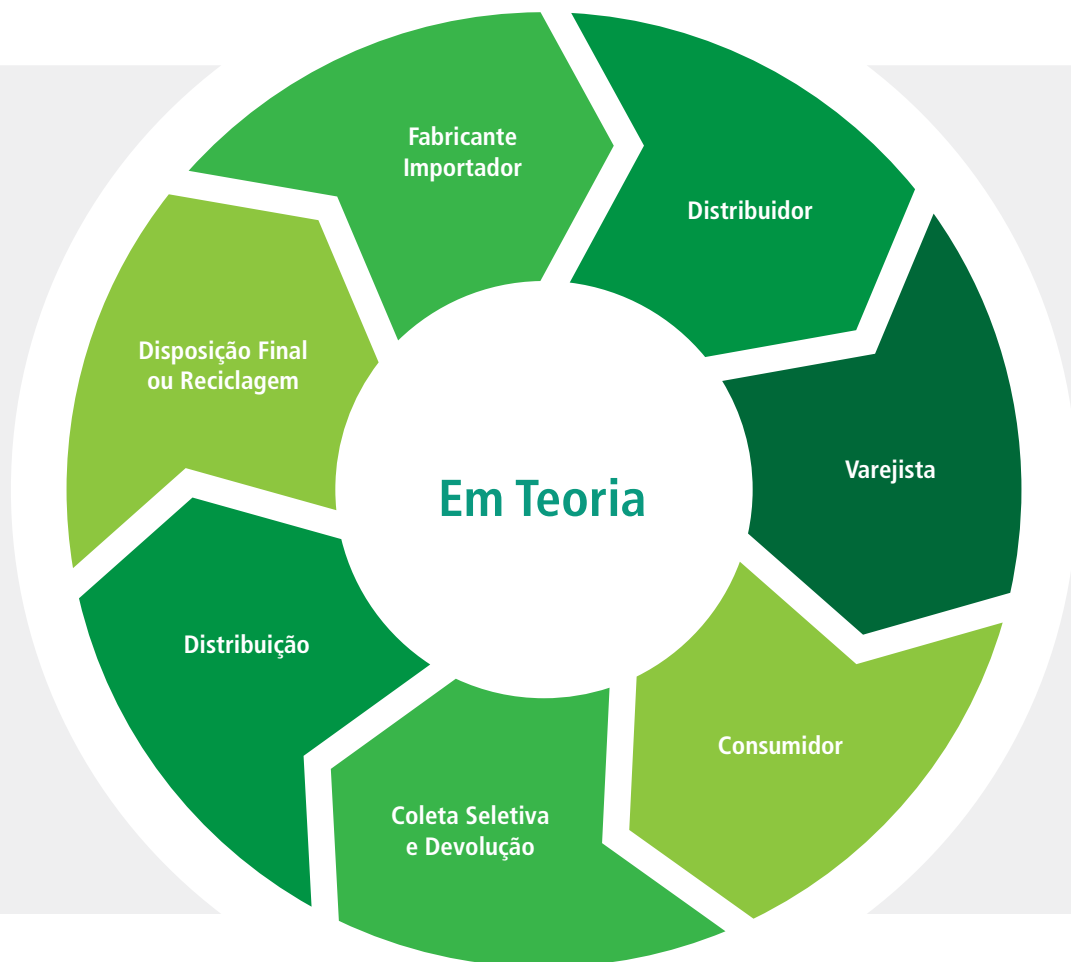 Fabricante
Importador
Distribuidor
Varejista
Consumidor
Coleta Seletiva
e Devolução
Distribuição
Disposição Final
ou Reciclagem
Em Teoria